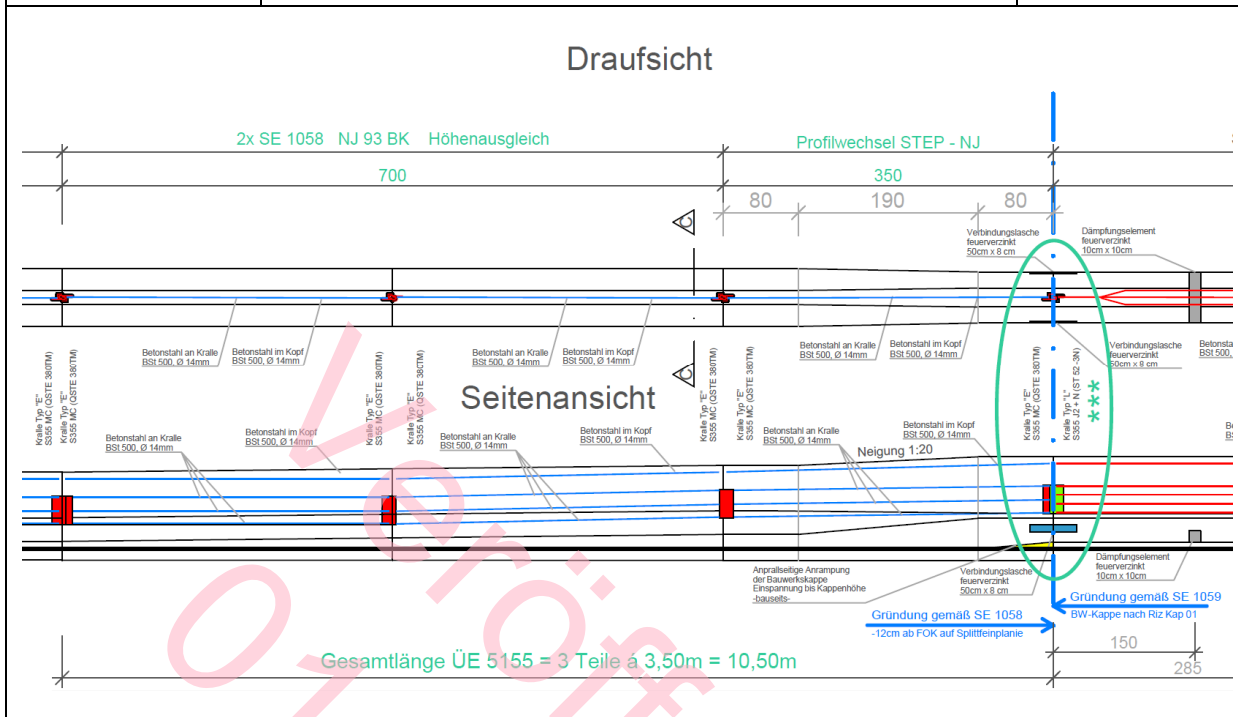 Draufsicht
2x SE 1058 NJ 93 BK Höhenausgleich
Profilwechsel STEP - NJ
700
350
80
190
80
C
Verbindungslasche
feuerverzinkt
50cm x 8 cm
Dämpfungselement
feuerverzinkt
10cm x 10cm
Betonstahl an Kralle
BSt 500, Ø 14mm
Betonstahl im Kopf
BSt 500, Ø 14mm
Betonstahl an Kralle
BSt 500, Ø 14mm
Betonstahl im Kopf
BSt 500, Ø 14mm
Betonstahl an Kralle
BSt 500, Ø 14mm
Betonstahl im Kopf
BSt 500, Ø 14mm
Verbindungslasche
feuerverzinkt
50cm x 8 cm
Betonsta
BSt 500,
C
Kralle Typ "E"
S355 MC (QSTE 380TM)
Kralle Typ "E"
S355 MC (QSTE 380TM)
Kralle Typ "E"
S355 MC (QSTE 380TM)
Kralle Typ "E"
S355 MC (QSTE 380TM)
Kralle Typ "E"
S355 MC (QSTE 380TM)
Kralle Typ "E"
S355 MC (QSTE 380TM)
Kralle Typ "E"
S355 MC (QSTE 380TM)
Kralle Typ "L"
S355 J2 + N (ST 52 -3N)
***
Seitenansicht
Betonstahl an Kralle
BSt 500, Ø 14mm
Betonstahl im Kopf
BSt 500, Ø 14mm
Betonstahl an Kralle
BSt 500, Ø 14mm
Betonstahl im Kopf
BSt 500, Ø 14mm
Betonstahl an Kralle
BSt 500, Ø 14mm
Betonstahl im Kopf
BSt 500, Ø 14mm
Neigung 1:20
Anprallseitige Anrampung
der Bauwerkskappe
Einspannung bis Kappenhöhe
-bauseits-
Verbindungslasche
feuerverzinkt
50cm x 8 cm
Dämpfungselement
feuerverzinkt
10cm x 10cm
Gründung gemäß SE 1058
-12cm ab FOK auf Splittfeinplanie
Gründung gemäß SE 1059
BW-Kappe nach Riz Kap 01
150
285
Gesamtlänge ÜE 5155 = 3 Teile á 3,50m = 10,50m
Veröf